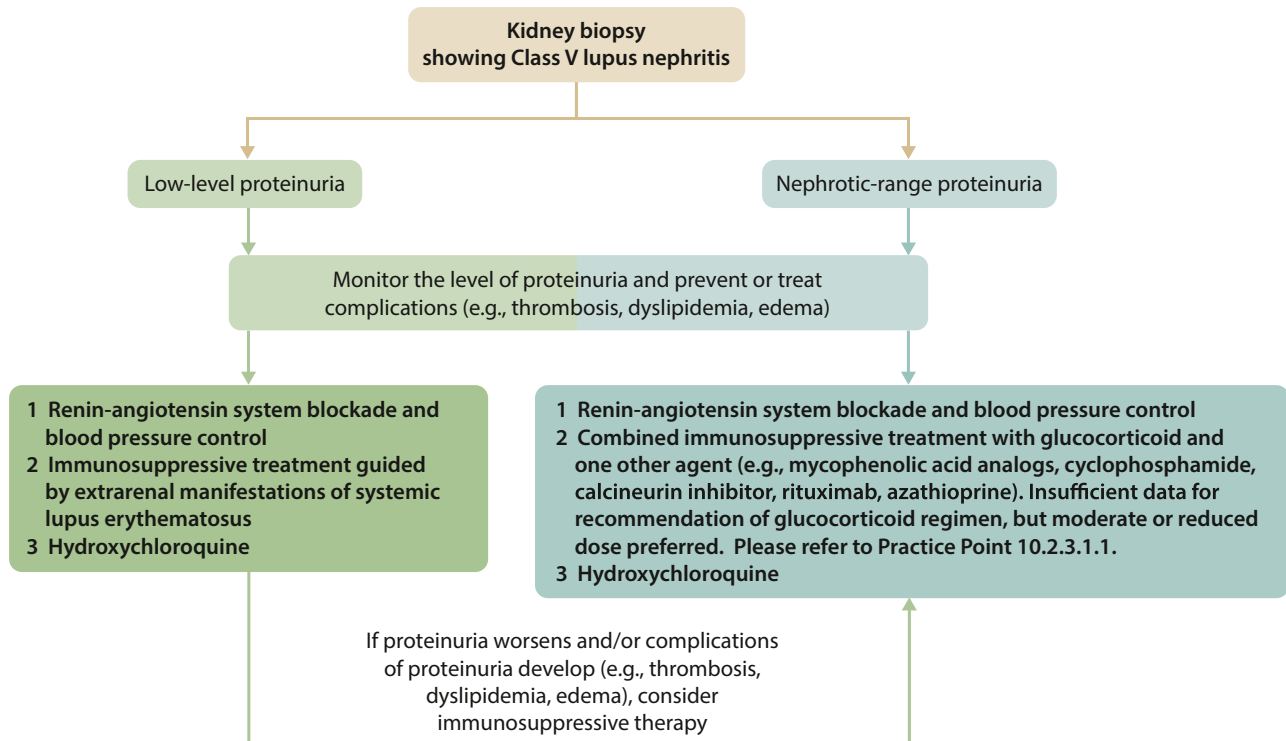 Kidney biopsy
showing Class V lupus nephritis
Low-level proteinuria
Nephrotic-range proteinuria
Monitor the level of proteinuria and prevent or treat
complications (e.g., thrombosis, dyslipidemia, edema)
1 Renin-angiotensin system blockade and
blood pressure control
2 Immunosuppressive treatment guided
by extrarenal manifestations of systemic
lupus erythematosus
3 Hydroxychloroquine
1 Renin-angiotensin system blockade and blood pressure control
2 Combined immunosuppressive treatment with glucocorticoid and
one other agent (e.g., mycophenolic acid analogs, cyclophosphamide,
calcineurin inhibitor, rituximab, azathioprine). Insufficient data for
recommendation of glucocorticoid regimen, but moderate or reduced
dose preferred. Please refer to Practice Point 10.2.3.1.1.
3 Hydroxychloroquine
If proteinuria worsens and/or complications
of proteinuria develop (e.g., thrombosis,
dyslipidemia, edema), consider
immunosuppressive therapy